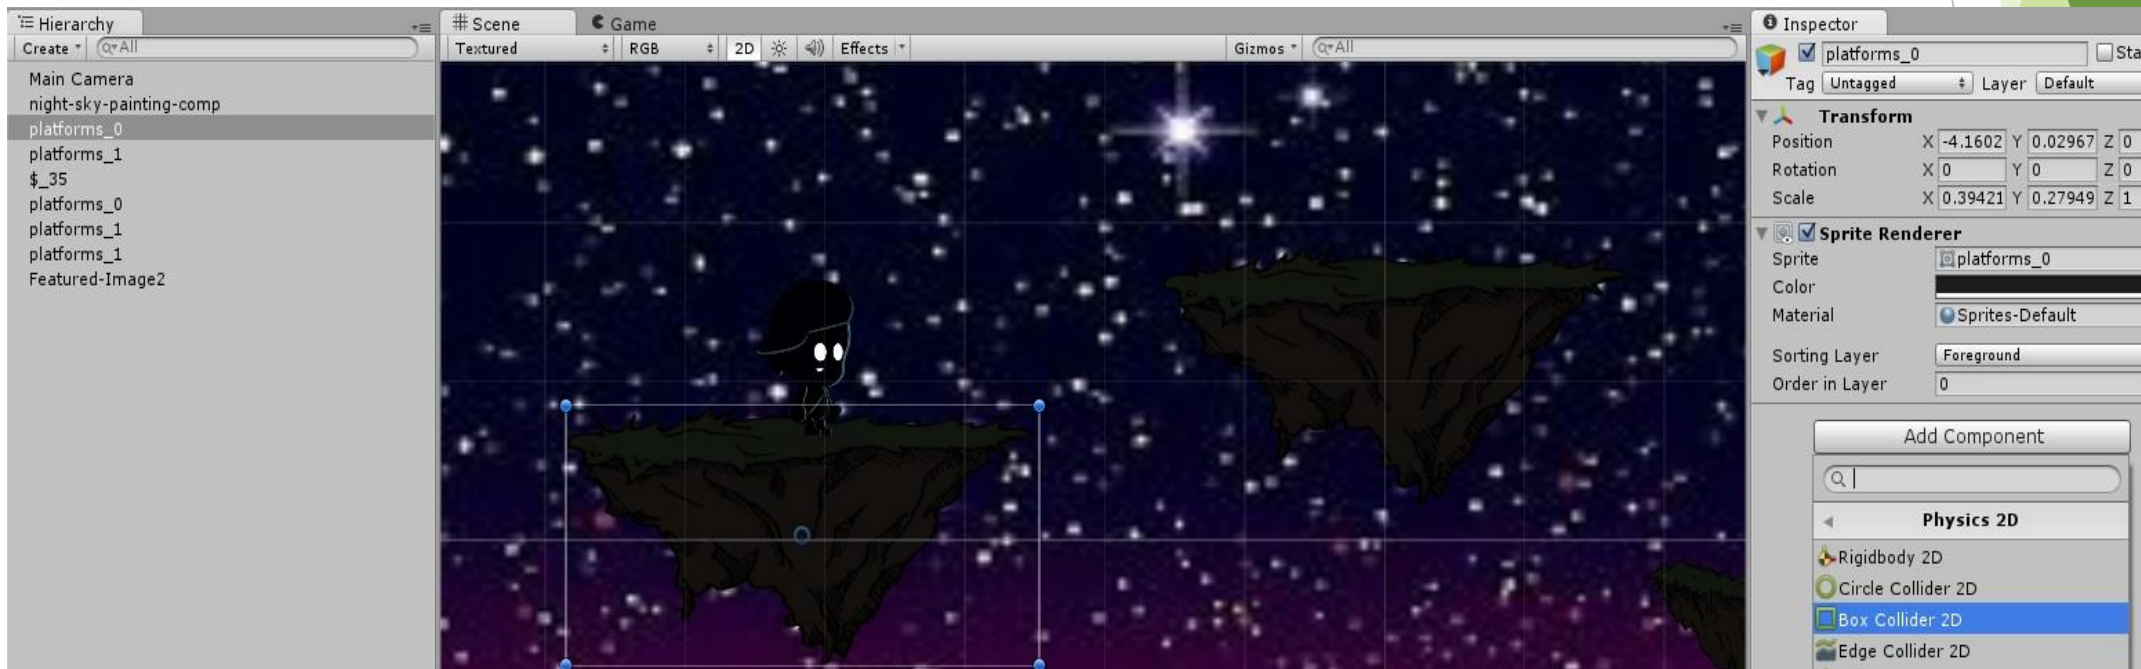 Hierarchy
Create All
Main Camera
night-sky-painting-comp
platforms_0
platforms_1
$_35
platforms_0
platforms_1
platforms_1
Featured-Image2
Scene Game
Textured RGB 2D Effects Gizmos All
Inspector
platforms_0 Sta
Tag Untagged Layer Default
Transform
Position X -4.1602 Y 0.02967 Z 0
Rotation X 0 Y 0 Z 0
Scale X 0.39421 Y 0.27949 Z 1
Sprite Renderer
Sprite platforms_0
Color
Material Sprites-Default
Sorting Layer Foreground
Order in Layer 0
Add Component
Physics 2D
Rigidbody 2D
Circle Collider 2D
Box Collider 2D
Edge Collider 2D